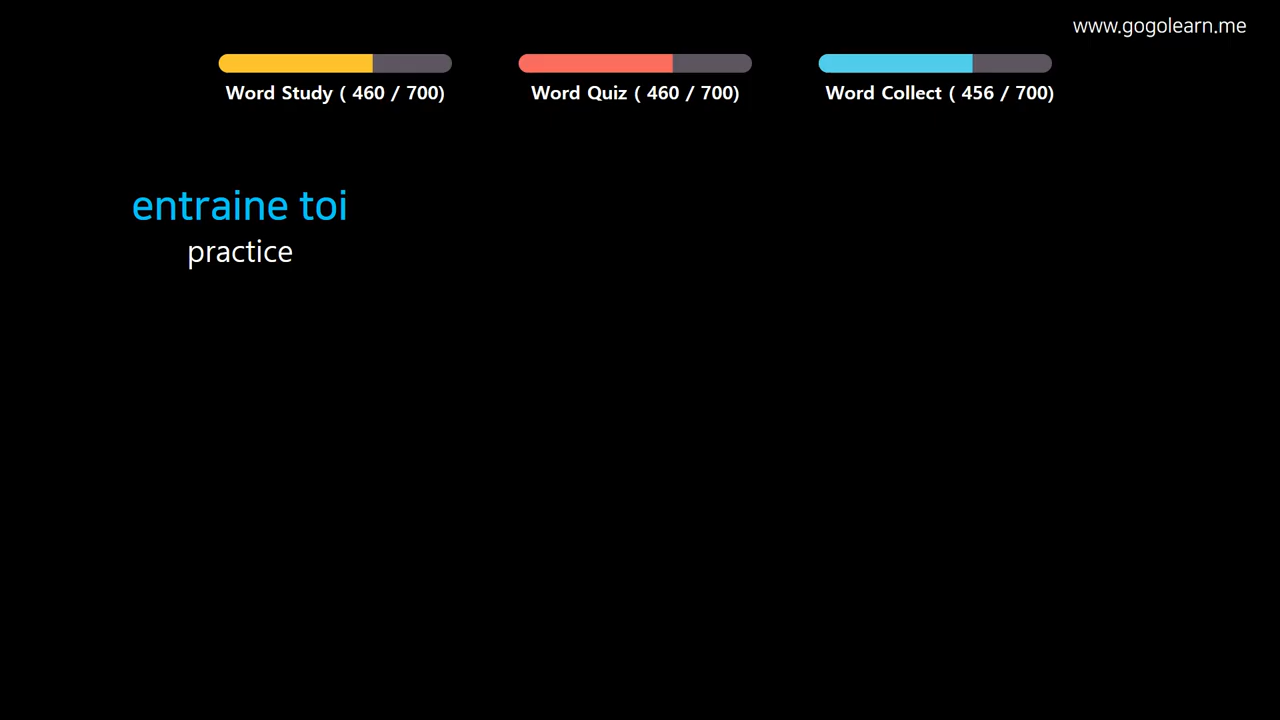 www.gogolearn.me
Word Study ( 460 / 700)
Word Quiz ( 460 / 700)
Word Collect ( 456 / 700)
entraine toi
practice